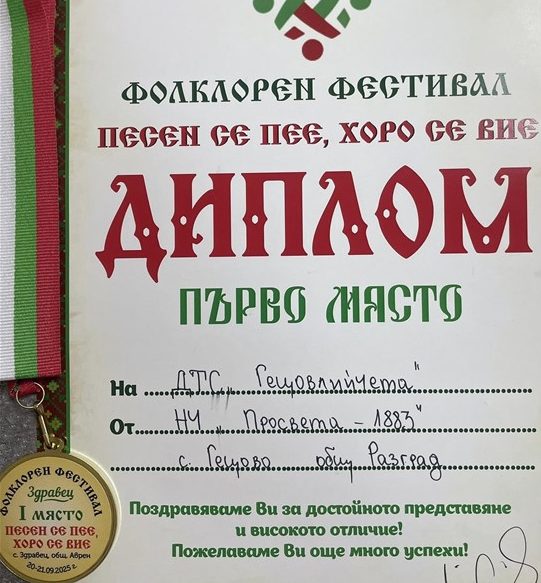 ФОЛКЛОРЕН ФЕСТИВАЛ
ПЕСЕН СЕ ПЕЕ, ХОРО СЕ ВИЕ
ДИПЛОМ
ПЪРВО МЯСТО
На ДТС „Гецовлийчета"
От НЧ „Просвета - 1883"
с. Гецово общ Разград
Поздравяваме Ви за достойното представяне
и високото отличие!
Пожелаваме Ви още много успехи!
ФОЛКЛОРЕН ФЕСТИВАЛ
Здравец
I МЯСТО
ПЕСЕН СЕ ПЕЕ,
ХОРО СЕ ВИЕ
с. Здравец, общ. Аврен
20-21.09.2025 г.